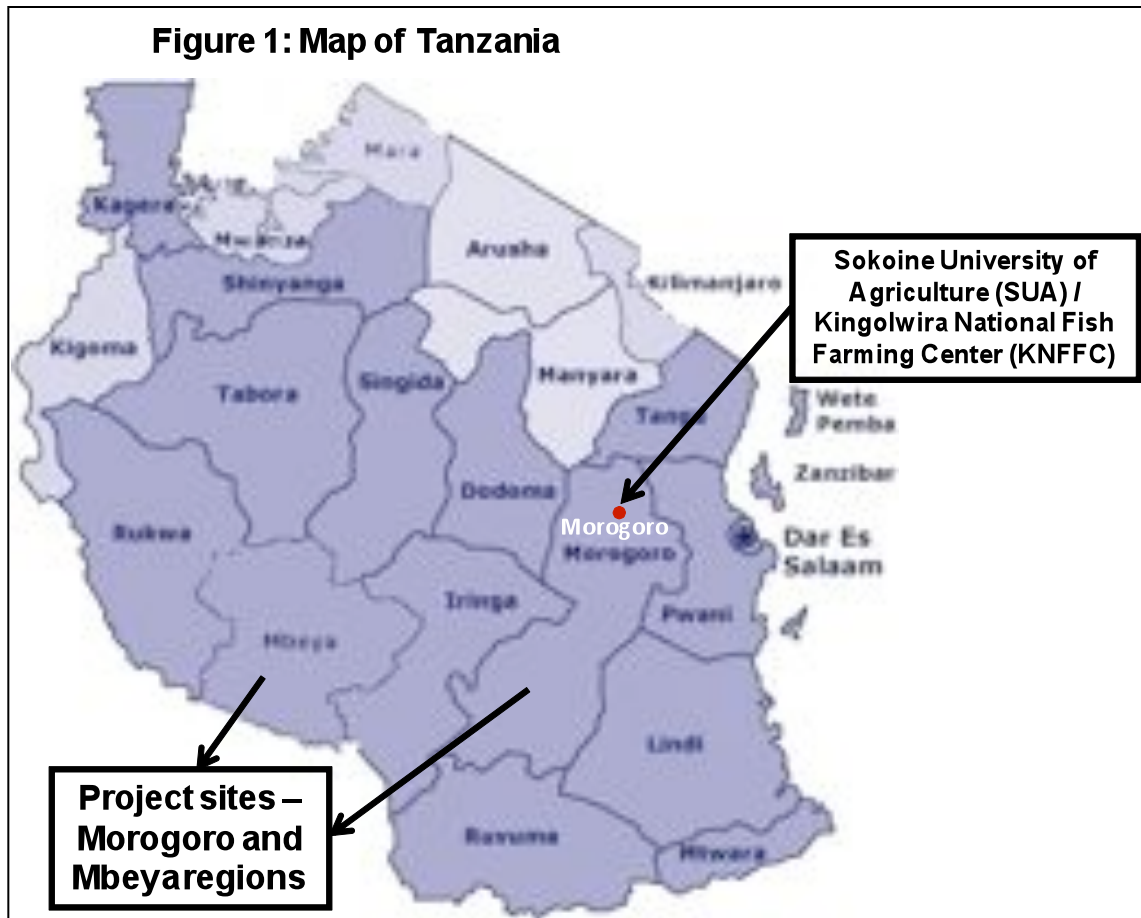 Figure 1: Map of Tanzania
Mara
Kagera
Mwanza
Arusha
Shinyanga
Kilimanjaro
Sokoine University of
Agriculture (SUA) /
Kingolwira National Fish
Farming Center (KNFFC)
Kigoma
Singida
Manyara
Tabora
Tanga
Wete
Pemba
Zanzibar
Dodoma
Morogoro
Morogoro
Rukwa
Dar Es
Salaam
Iringa
Pwani
Mbeya
Lindi
Project sites –
Morogoro and
Mbeyaregions
Ruvuma
Mtwara